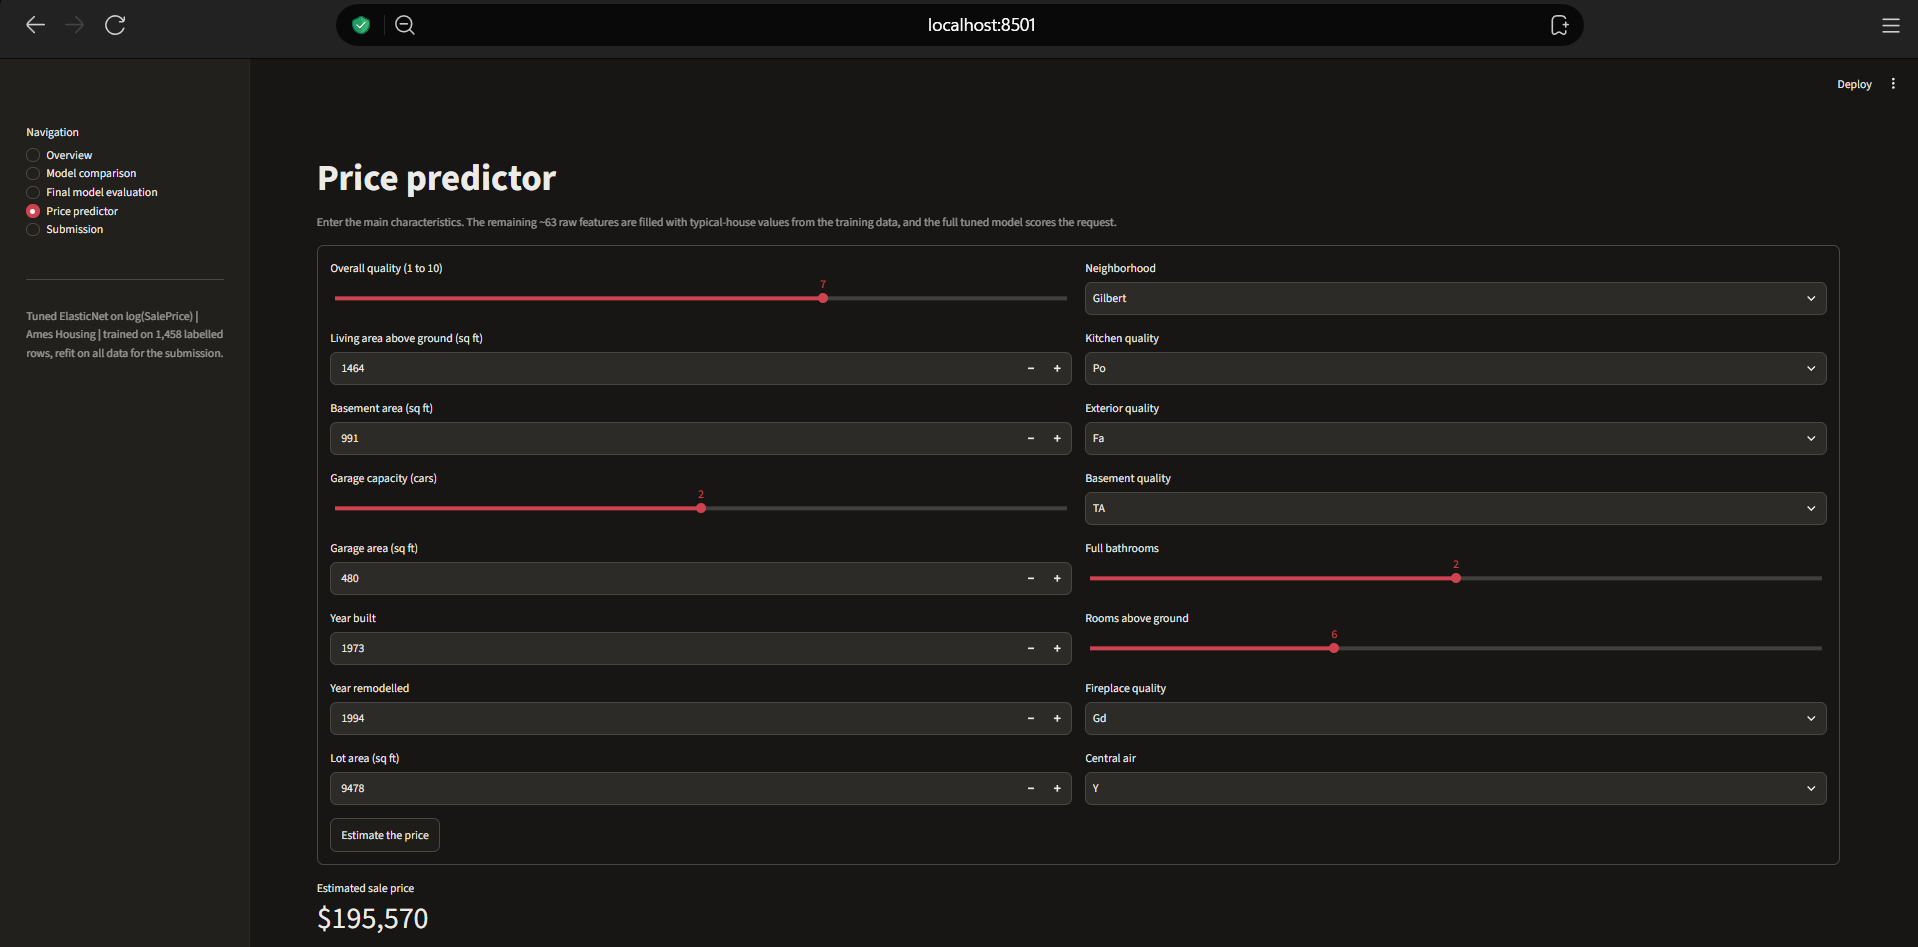 localhost:8501
Deploy
Navigation
Overview
Model comparison
Final model evaluation
Price predictor
Submission
Tuned ElasticNet on log(SalePrice) |
Ames Housing | trained on 1,458 labelled
rows, refit on all data for the submission.
Price predictor
Enter the main characteristics. The remaining ~63 raw features are filled with typical-house values from the training data, and the full tuned model scores the request.
Overall quality (1 to 10)
7
Living area above ground (sq ft)
1464
Basement area (sq ft)
991
Garage capacity (cars)
2
Garage area (sq ft)
480
Year built
1973
Year remodelled
1994
Lot area (sq ft)
9478
Neighborhood
Gilbert
Kitchen quality
Po
Exterior quality
Fa
Basement quality
TA
Full bathrooms
2
Rooms above ground
6
Fireplace quality
Gd
Central air
Y
Estimate the price
Estimated sale price
$195,570